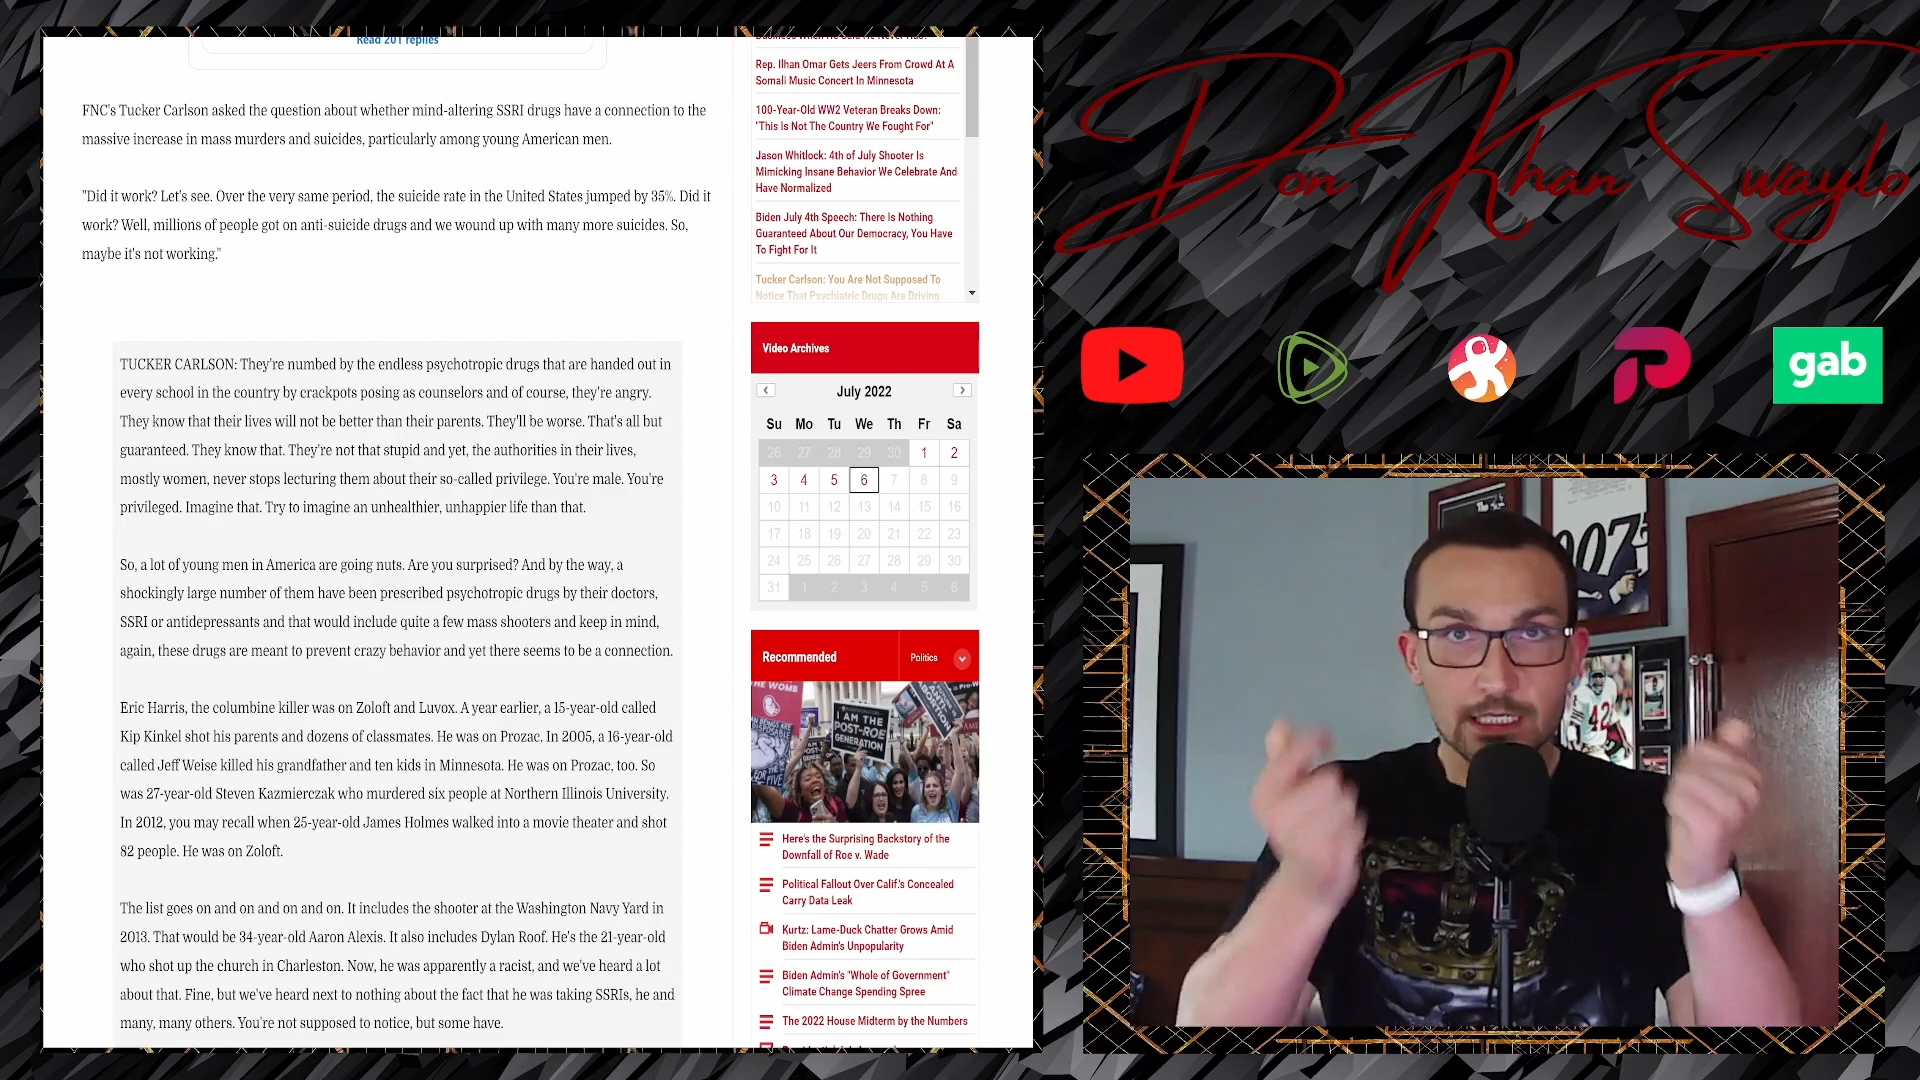 Read 201 replies
FNC's Tucker Carlson asked the question about whether mind-altering SSRI drugs have a connection to the
massive increase in mass murders and suicides, particularly among young American men.
"Did it work? Let's see. Over the very same period, the suicide rate in the United States jumped by 35%. Did it
work? Well, millions of people got on anti-suicide drugs and we wound up with many more suicides. So,
maybe it's not working."
TUCKER CARLSON: They're numbed by the endless psychotropic drugs that are handed out in
every school in the country by crackpots posing as counselors and of course, they're angry.
They know that their lives will not be better than their parents. They'll be worse. That's all but
guaranteed. They know that. They're not that stupid and yet, the authorities in their lives,
mostly women, never stops lecturing them about their so-called privilege. You're male. You're
privileged. Imagine that. Try to imagine an unhealthier, unhappier life than that.
So, a lot of young men in America are going nuts. Are you surprised? And by the way, a
shockingly large number of them have been prescribed psychotropic drugs by their doctors,
SSRI or antidepressants and that would include quite a few mass shooters and keep in mind,
again, these drugs are meant to prevent crazy behavior and yet there seems to be a connection.
Eric Harris, the columbine killer was on Zoloft and Luvox. A year earlier, a 15-year-old called
Kip Kinkel shot his parents and dozens of classmates. He was on Prozac. In 2005, a 16-year-old
called Jeff Weise killed his grandfather and ten kids in Minnesota. He was on Prozac, too. So
was 27-year-old Steven Kazmierczak who murdered six people at Northern Illinois University.
In 2012, you may recall when 25-year-old James Holmes walked into a movie theater and shot
82 people. He was on Zoloft.
The list goes on and on and on and on. It includes the shooter at the Washington Navy Yard in
2013. That would be 34-year-old Aaron Alexis. It also includes Dylan Roof. He's the 21-year-old
who shot up the church in Charleston. Now, he was apparently a racist, and we've heard a lot
about that. Fine, but we've heard next to nothing about the fact that he was taking SSRIs, he and
many, many others. You're not supposed to notice, but some have.
Rep. Ilhan Omar Gets Jeers From Crowd At A
Somali Music Concert In Minnesota
100-Year-Old WW2 Veteran Breaks Down:
"This Is Not The Country We Fought For"
Jason Whitlock: 4th of July Shooter Is
Mimicking Insane Behavior We Celebrate And
Have Normalized
Biden July 4th Speech: There Is Nothing
Guaranteed About Our Democracy, You Have
To Fight For It
Tucker Carlson: You Are Not Supposed To
Notice That Psychiatric Drugs Are Driving
Video Archives
July 2022
Su Mo Tu We Th Fr Sa
26 27 28 29 30 1 2
3 4 5 6 7 8 9
10 11 12 13 14 15 16
17 18 19 20 21 22 23
24 25 26 27 28 29 30
31 1 2 3 4 5 6
Recommended Politics
I AM THE
POST-ROE
GENERATION
Here's the Surprising Backstory of the
Downfall of Roe v. Wade
Political Fallout Over Calif.'s Concealed
Carry Data Leak
Kurtz: Lame-Duck Chatter Grows Amid
Biden Admin's Unpopularity
Biden Admin's "Whole of Government"
Climate Change Spending Spree
The 2022 House Midterm by the Numbers
Don Khan Swaylo
gab
007
42